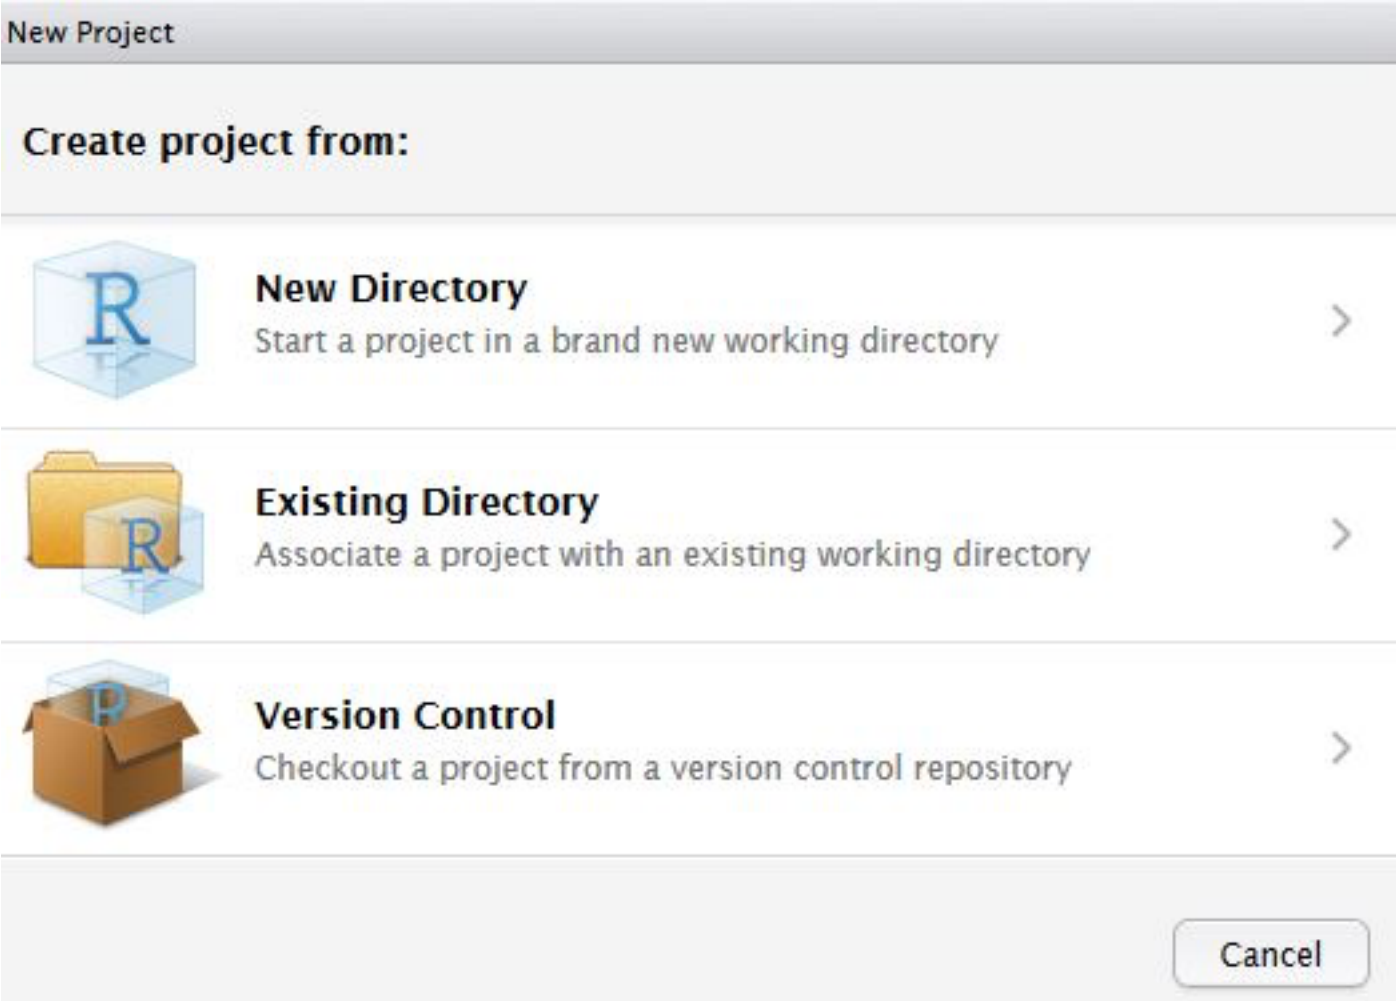 New Project
Create project from:
R
New Directory
Start a project in a brand new working directory
R
Existing Directory
Associate a project with an existing working directory
R
Version Control
Checkout a project from a version control repository
Cancel